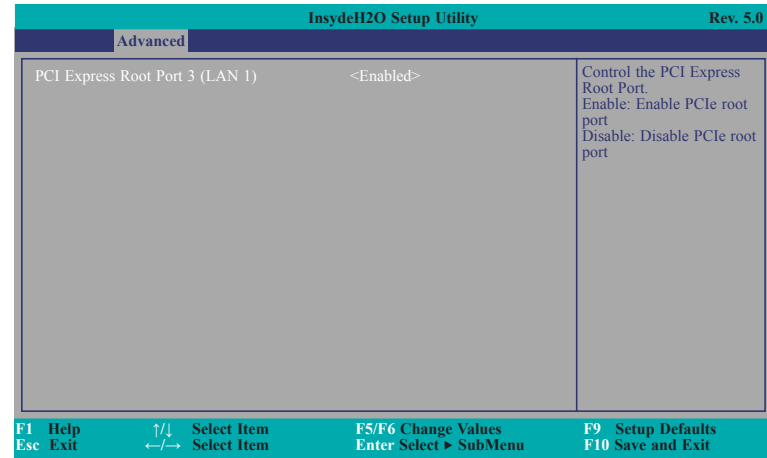 InsydeH2O Setup Utility Rev. 5.0
Advanced
PCI Express Root Port 3 (LAN 1) <Enabled>
Control the PCI Express
Root Port.
Enable: Enable PCIe root
port
Disable: Disable PCIe root
port
F1 Help ↑/↓ Select Item F5/F6 Change Values F9 Setup Defaults
Esc Exit ←/→ Select Item Enter Select ► SubMenu F10 Save and Exit